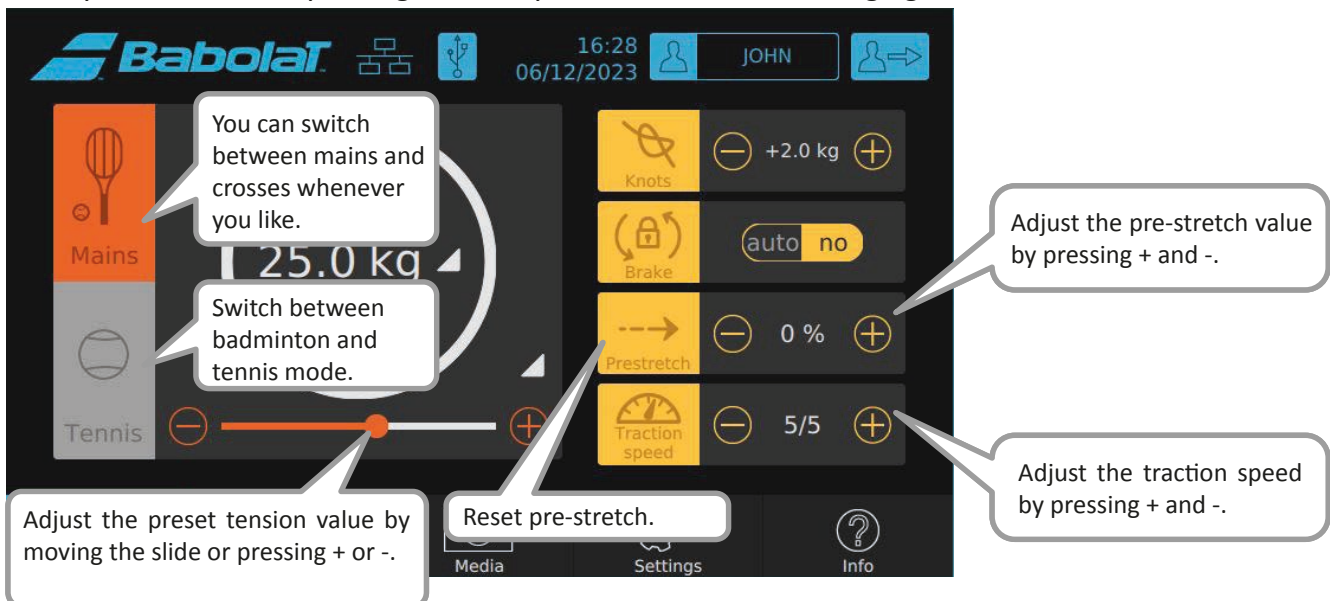 BabolaT
16:28
06/12/2023
JOHN
You can switch
between mains and
crosses whenever
you like.
Mains
25.0 kg
Switch between
badminton and
tennis mode.
Tennis
Knots
+2.0 kg
Brake
auto no
Prestretch
0 %
Traction
speed
5/5
Adjust the pre-stretch value
by pressing + and -.
Adjust the traction speed
by pressing + and -.
Adjust the preset tension value by
moving the slide or pressing + or -.
Reset pre-stretch.
Media
Settings
Info